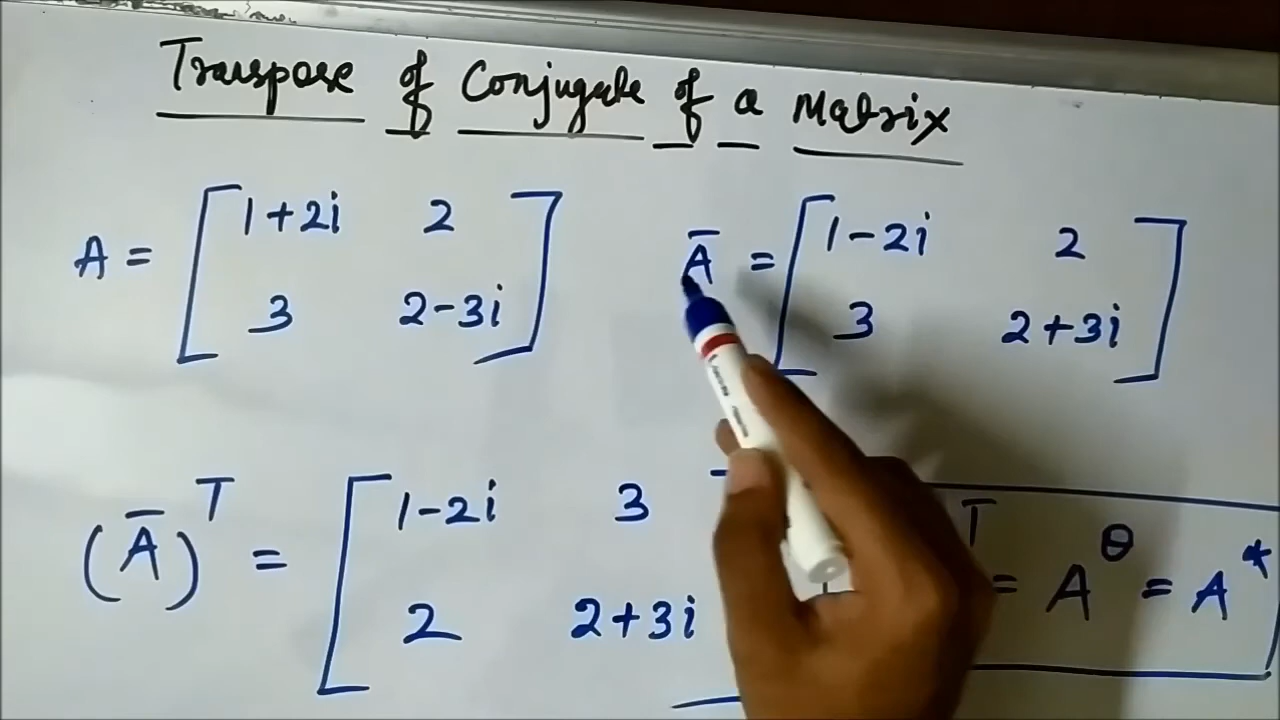 Transpose of Conjugate of a Matrix
A = [ 1+2i 2
3 2-3i ]
Ā = [ 1-2i 2
3 2+3i ]
(Ā)ᵀ = [ 1-2i 3
2 2+3i
T = A^θ = A^*